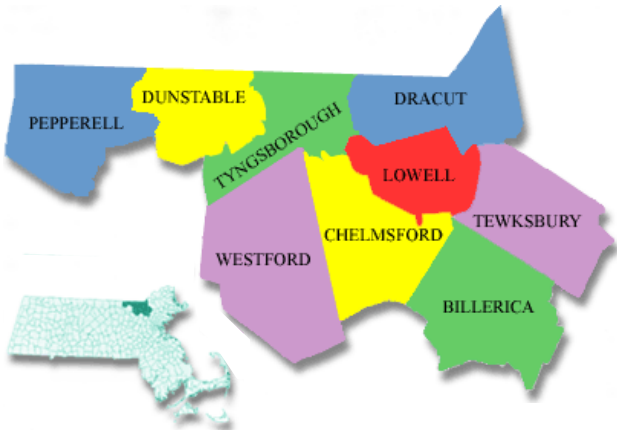 PEPPERELL
DUNSTABLE
TYNGSBOROUGH
DRACUT
LOWELL
WESTFORD
CHELMSFORD
TEWKSBURY
BILLERICA